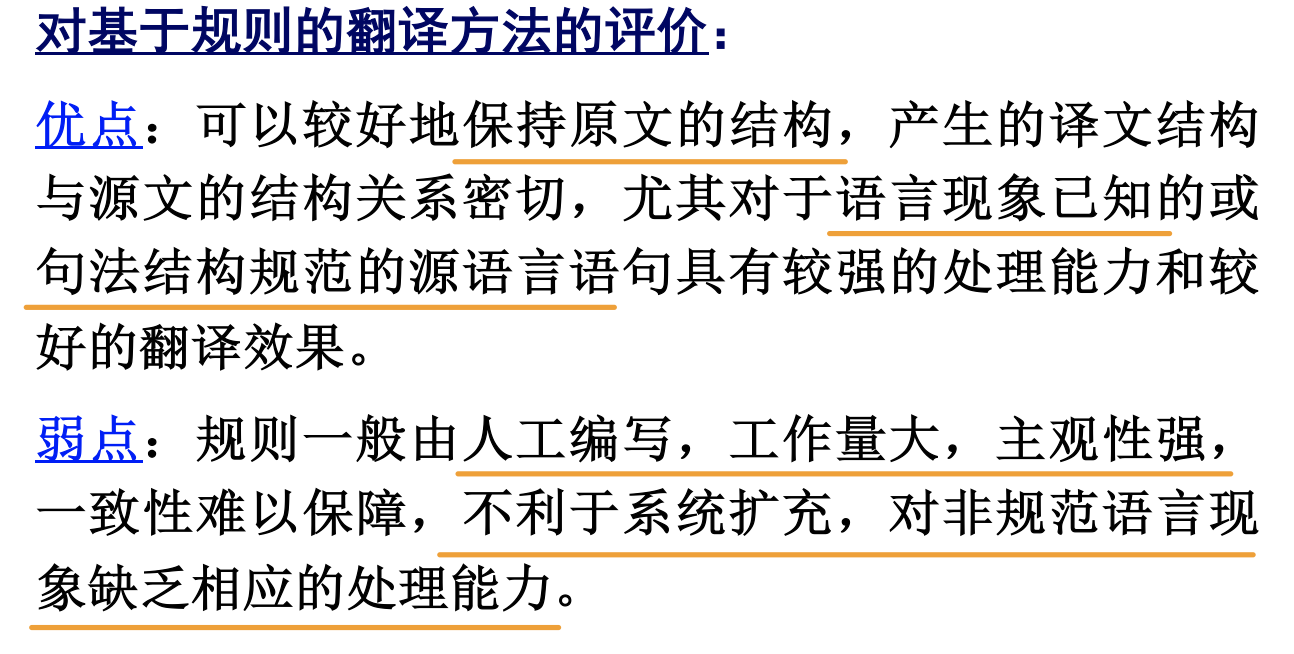 对基于规则的翻译方法的评价：
优点：可以较好地保持原文的结构，产生的译文结构
与源文的结构关系密切，尤其对于语言现象已知的或
句法结构规范的源语言语句具有较强的处理能力和较
好的翻译效果。
弱点：规则一般由人工编写，工作量大，主观性强，
一致性难以保障，不利于系统扩充，对非规范语言现
象缺乏相应的处理能力。